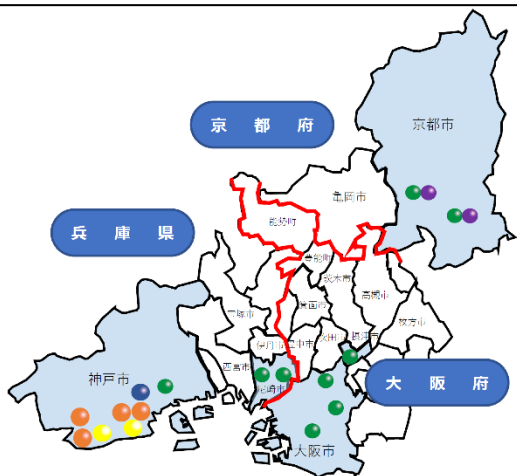 京都府
京都市
亀岡市
能勢町
兵庫県
豊能町
茨木市
高槻市
箕面市
宝塚市
枚方市
摂津市
吹田市
豊中市
伊丹市
西宮市
神戸市
尼崎市
大阪府
大阪市